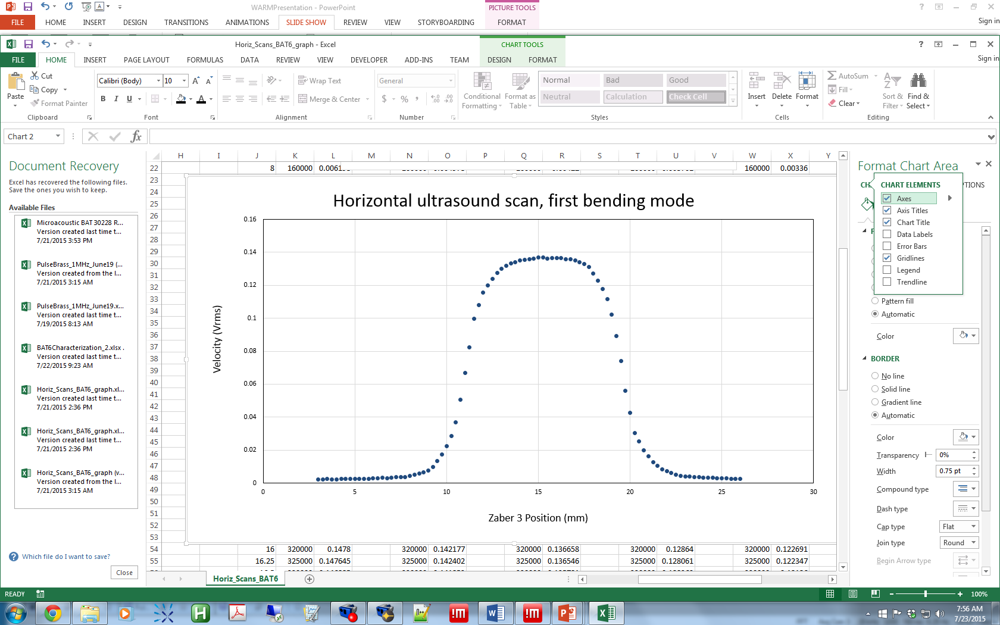 WARMPresentation - PowerPoint
PICTURE TOOLS
FILE HOME INSERT DESIGN TRANSITIONS ANIMATIONS SLIDE SHOW REVIEW VIEW STORYBOARDING FORMAT
Sign in
Horiz_Scans_BAT6_graph - Excel
CHART TOOLS
FILE HOME INSERT PAGE LAYOUT FORMULAS DATA REVIEW VIEW DEVELOPER ADD-INS TEAM DESIGN FORMAT
Sign in
Paste
Cut
Copy
Format Painter
Clipboard
Calibri (Body) 10
B I U
Font
Wrap Text
Merge & Center
Alignment
General
$ %
Number
Conditional Formatting
Format as Table
Normal Bad Good
Neutral Calculation Check Cell
Styles
Insert Delete Format
Cells
AutoSum
Fill
Clear
Sort & Filter
Find & Select
Editing
Chart 2
fx
Document Recovery
Excel has recovered the following files.
Save the ones you wish to keep.
Available Files
Microacoustic BAT 30228 R...
Version created last time t...
7/21/2015 3:53 PM
PulseBrass_1MHz_June19 (...
Version created from the l...
7/21/2015 3:15 AM
PulseBrass_1MHz_June19.x...
Version created last time t...
7/19/2015 8:13 AM
BAT6Characterization_2.xlsx .
Version created last time t...
7/22/2015 9:23 AM
Horiz_Scans_BAT6_graph.xl...
Version created last time t...
7/21/2015 2:36 PM
Horiz_Scans_BAT6_graph.xl...
Version created last time t...
7/21/2015 2:36 PM
Horiz_Scans_BAT6_graph (v...
Version created from the l...
7/21/2015 3:15 AM
Which file do I want to save?
Close
H I J K L M N O P Q R S T U V W X Y
22 8 160000 160000 0.00336
23
24
25
26
27
28
29
30
31
32
33
34
35
36
37
38
39
40
41
42
43
44
45
46
47
48
49
50
51
52
53
54 16 320000 0.1478 320000 0.142177 320000 0.136658 320000 0.12864 320000 0.122691
55 16.25 325000 0.147645 325000 0.142402 325000 0.136546 325000 0.128061 325000 0.122347
Horizontal ultrasound scan, first bending mode
Velocity (Vrms)
0.16
0.14
0.12
0.1
0.08
0.06
0.04
0.02
0
0 5 10 15 20 25 30
Zaber 3 Position (mm)
Format Chart Area
CHART ELEMENTS
Axes
Axis Titles
Chart Title
Data Labels
Error Bars
Gridlines
Legend
Trendline
Pattern fill
Automatic
Color
BORDER
No line
Solid line
Gradient line
Automatic
Color
Transparency 0%
Width 0.75 pt
Compound type
Dash type
Cap type Flat
Join type Round
Begin Arrow type
Horiz_Scans_BAT6
READY
100%
7:56 AM
7/23/2015